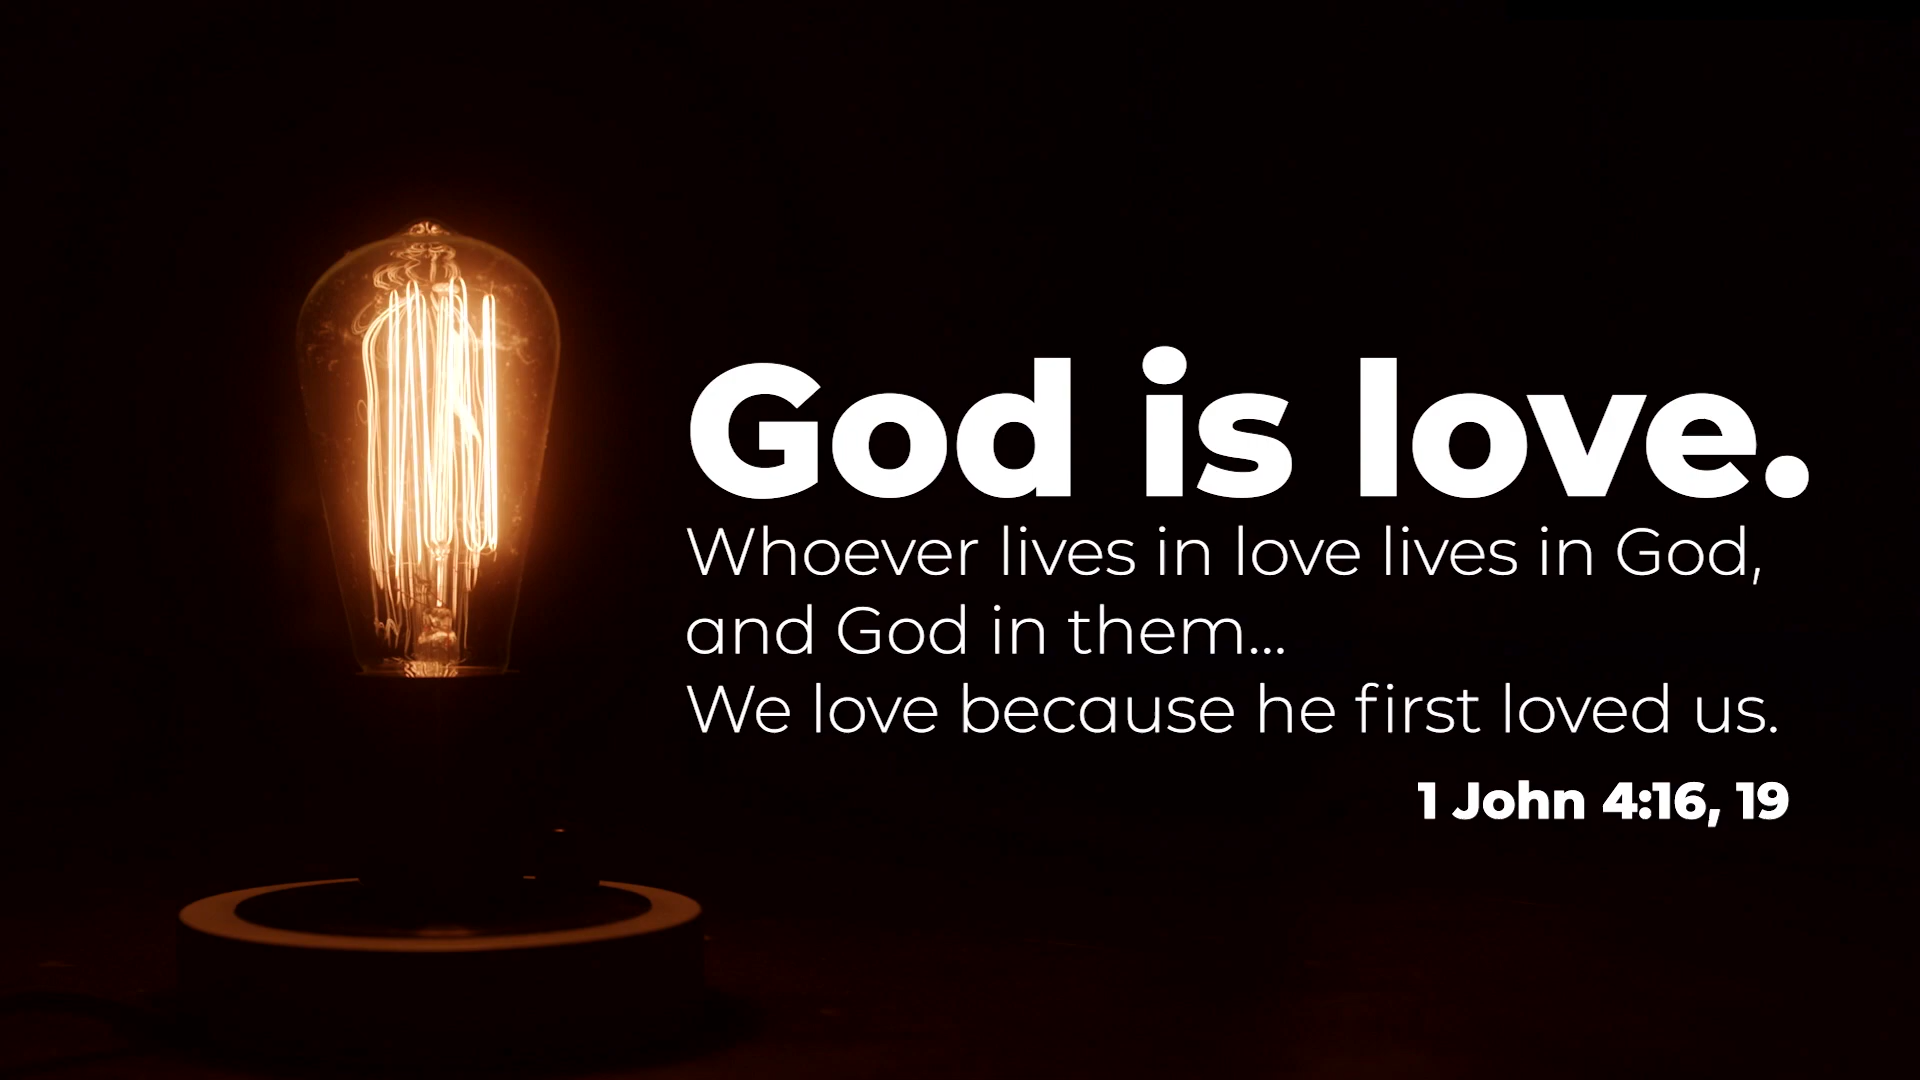 God is love.
Whoever lives in love lives in God,
and God in them...
We love because he first loved us.
1 John 4:16, 19